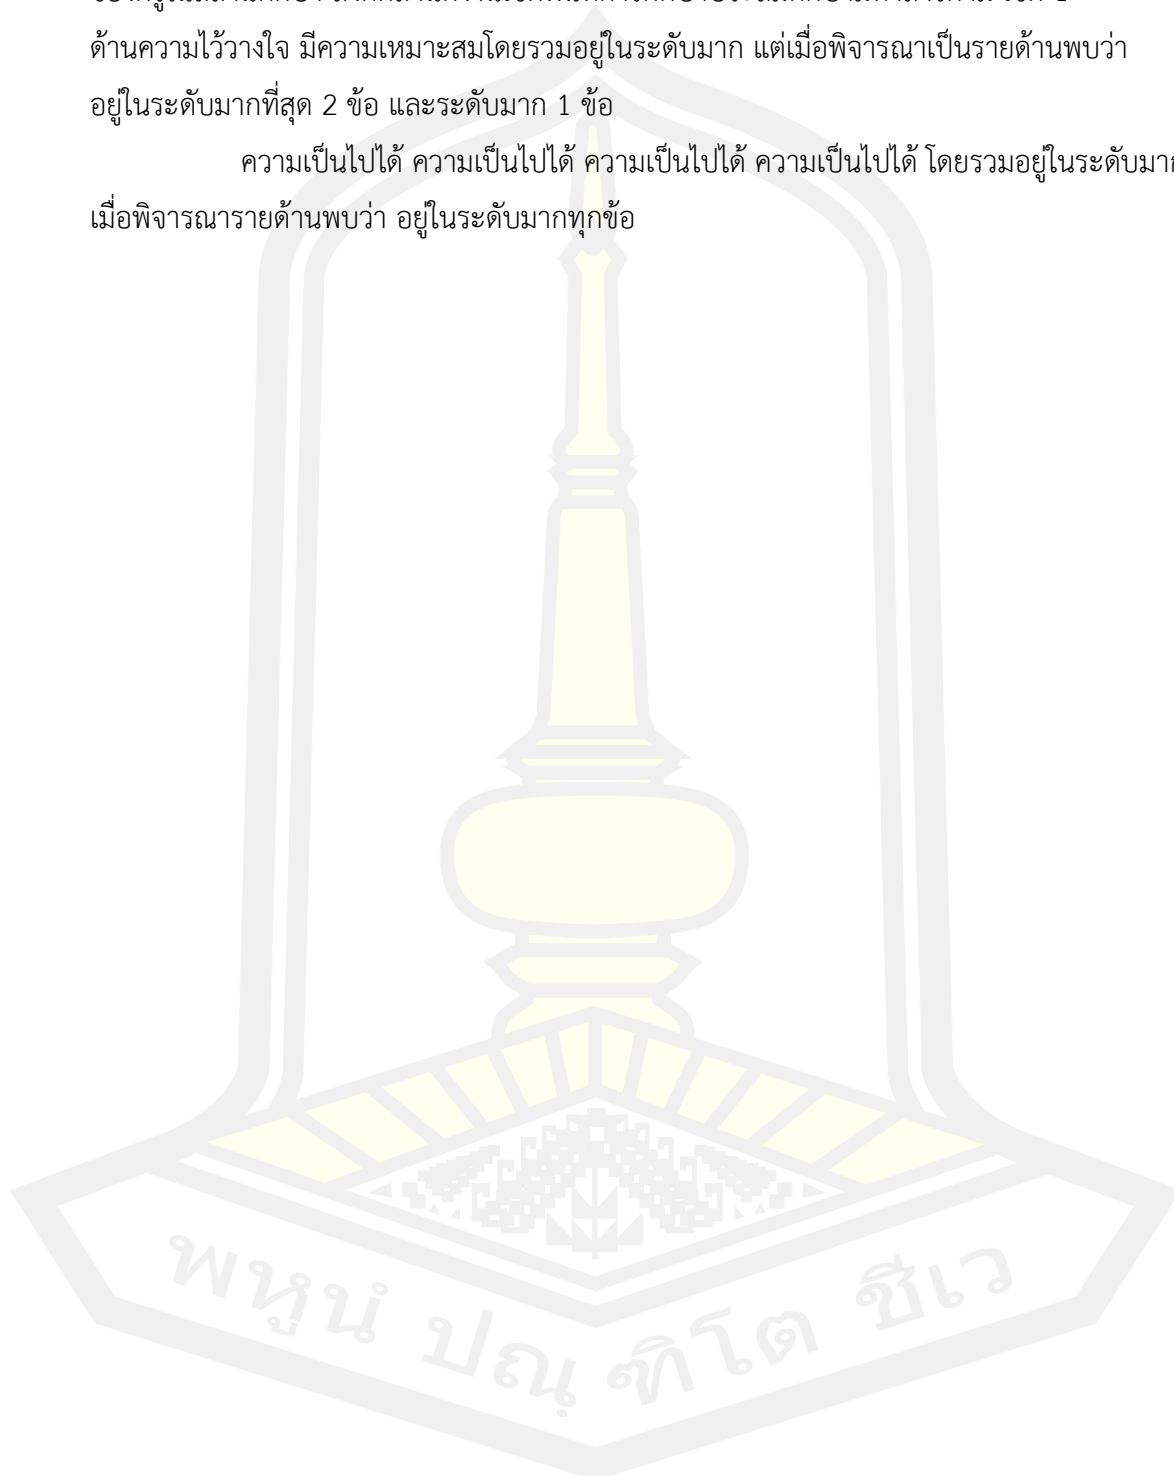 ด้านความไว้วางใจ มีความเหมาะสมโดยรวมอยู่ในระดับมาก แต่เมื่อพิจารณาเป็นรายด้านพบว่า
อยู่ในระดับมากที่สุด 2 ข้อ และระดับมาก 1 ข้อ
ความเป็นไปได้ ความเป็นไปได้ ความเป็นไปได้ ความเป็นไปได้ โดยรวมอยู่ในระดับมาก
เมื่อพิจารณารายด้านพบว่า อยู่ในระดับมากทุกข้อ
พหูนํ ปณฺฑิโต ชีเว